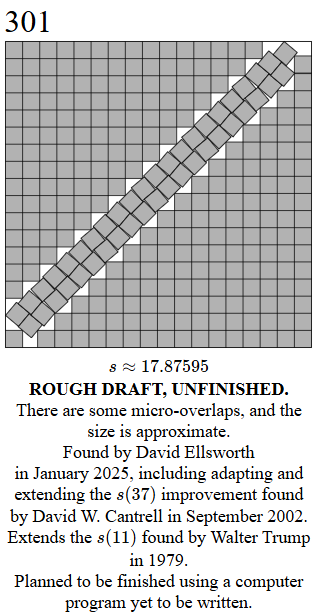 301
s ≈ 17.87595
ROUGH DRAFT, UNFINISHED.
There are some micro-overlaps, and the
size is approximate.
Found by David Ellsworth
in January 2025, including adapting and
extending the s(37) improvement found
by David W. Cantrell in September 2002.
Extends the s(11) found by Walter Trump
in 1979.
Planned to be finished using a computer
program yet to be written.